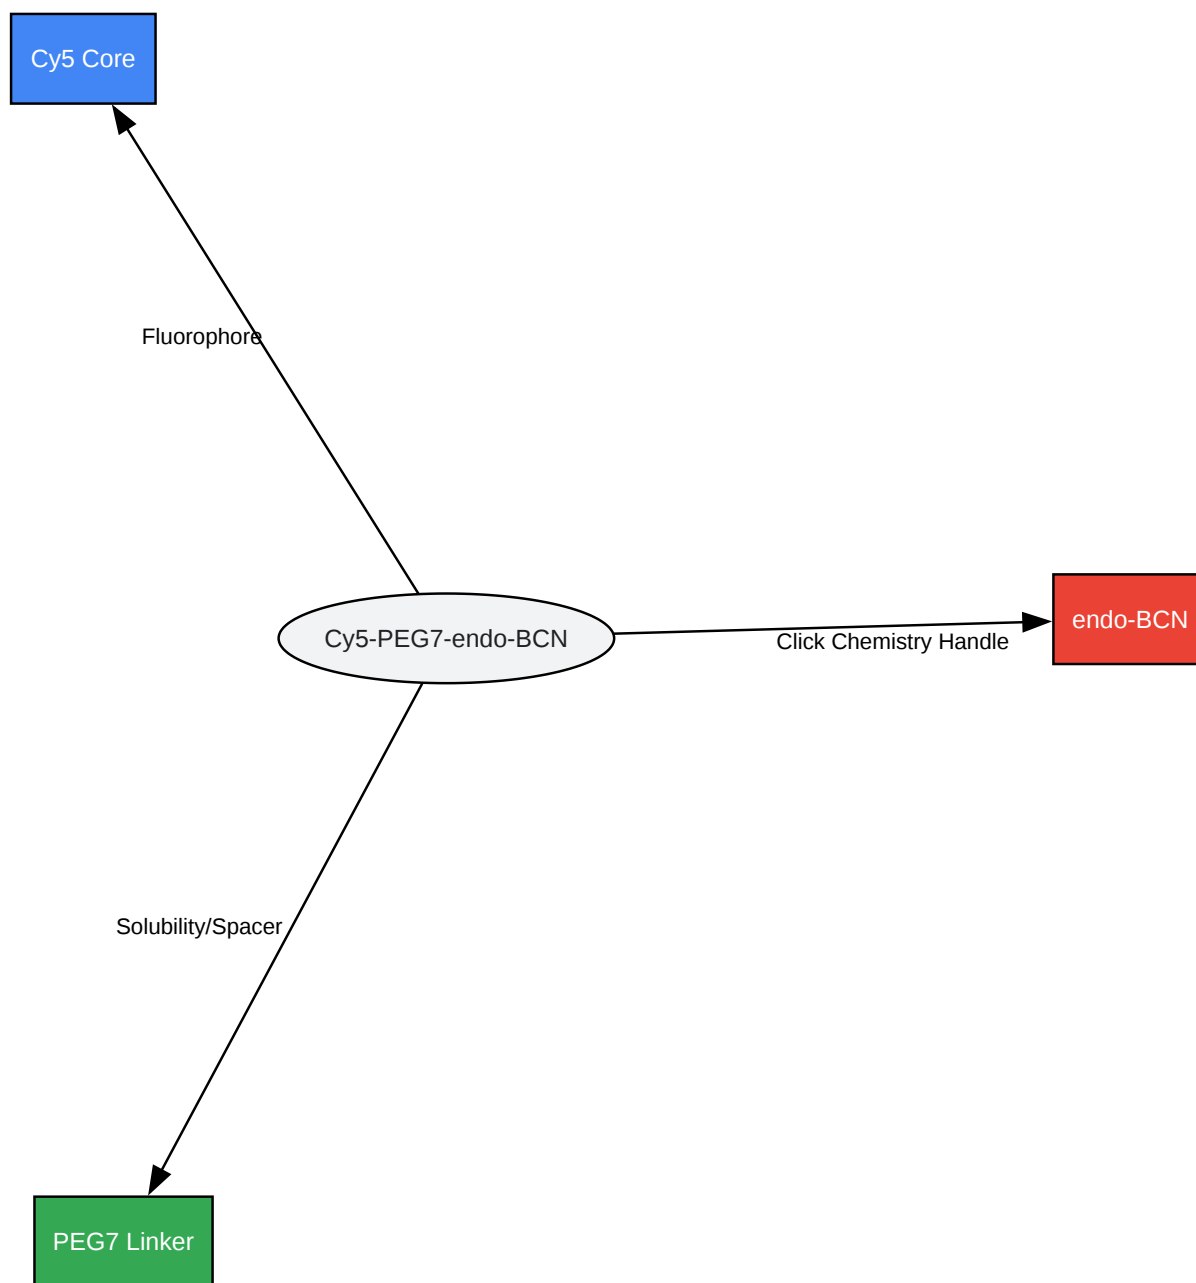 Cy5 Core
Fluorophore
Cy5-PEG7-endo-BCN
Click Chemistry Handle
endo-BCN
Solubility/Spacer
PEG7 Linker